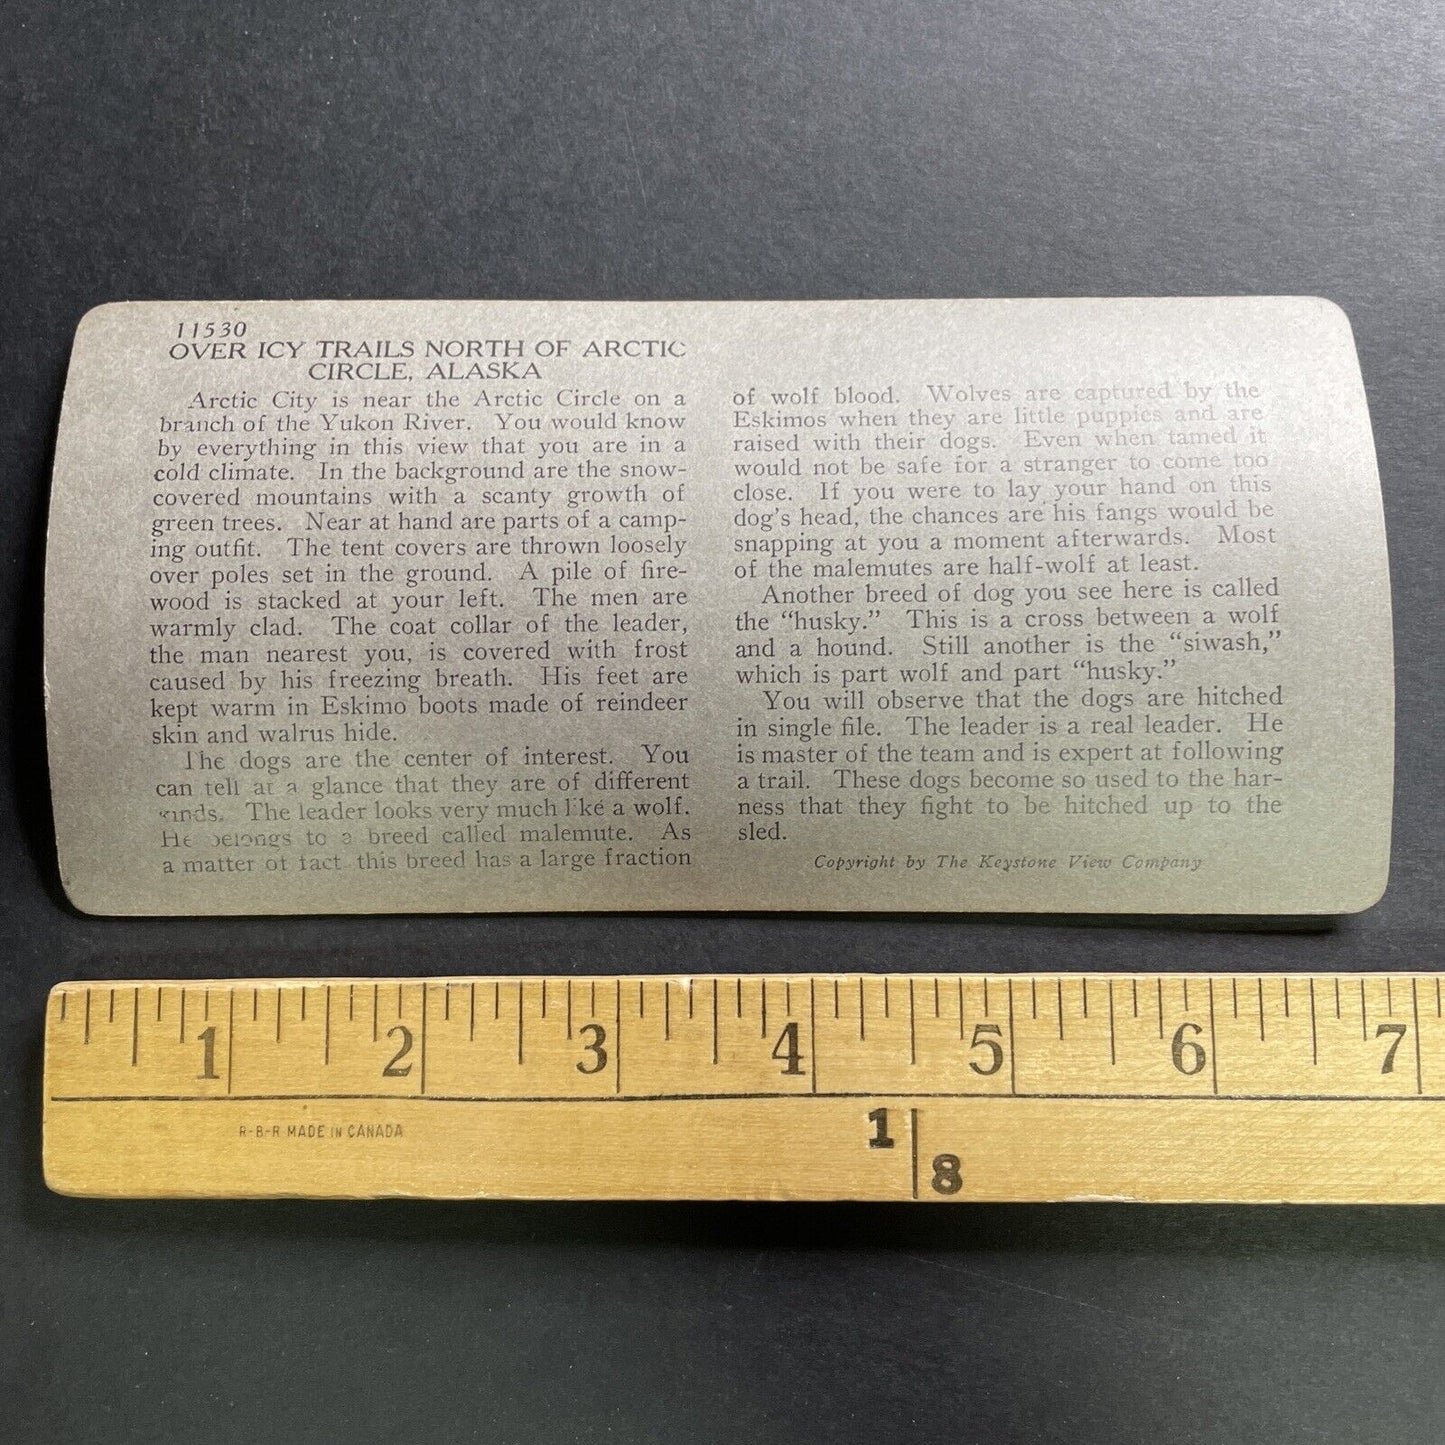 11530
OVER ICY TRAILS NORTH OF ARCTIC
CIRCLE, ALASKA
Arctic City is near the Arctic Circle on a
branch of the Yukon River. You would know
by everything in this view that you are in a
cold climate. In the background are the snow-
covered mountains with a scanty growth of
green trees. Near at hand are parts of a camp-
ing outfit. The tent covers are thrown loosely
over poles set in the ground. A pile of fire-
wood is stacked at your left. The men are
warmly clad. The coat collar of the leader,
the man nearest you, is covered with frost
caused by his freezing breath. His feet are
kept warm in Eskimo boots made of reindeer
skin and walrus hide.
The dogs are the center of interest. You
can tell at a glance that they are of different
kinds. The leader looks very much like a wolf.
He belongs to a breed called malemute. As
a matter of fact this breed has a large fraction
of wolf blood. Wolves are captured by the
Eskimos when they are little puppies and are
raised with their dogs. Even when tamed it
would not be safe for a stranger to come too
close. If you were to lay your hand on this
dog's head, the chances are his fangs would be
snapping at you a moment afterwards. Most
of the malemutes are half-wolf at least.
Another breed of dog you see here is called
the "husky." This is a cross between a wolf
and a hound. Still another is the "siwash,"
which is part wolf and part "husky."
You will observe that the dogs are hitched
in single file. The leader is a real leader. He
is master of the team and is expert at following
a trail. These dogs become so used to the har-
ness that they fight to be hitched up to the
sled.
Copyright by The Keystone View Company
1 2 3 4 5 6 7
R-B-R MADE IN CANADA
1
8